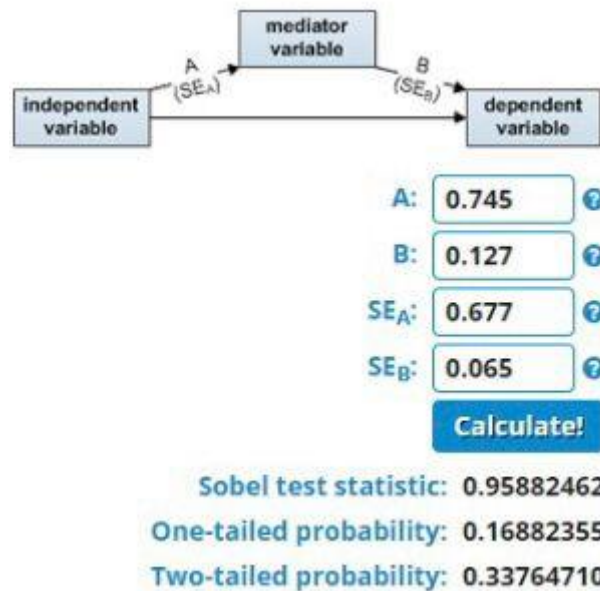 mediator
variable
A
(SEA)
B
(SEB)
independent
variable
dependent
variable
A: 0.745 ?
B: 0.127 ?
SEA: 0.677 ?
SEB: 0.065 ?
Calculate!
Sobel test statistic: 0.95882462
One-tailed probability: 0.16882355
Two-tailed probability: 0.33764710